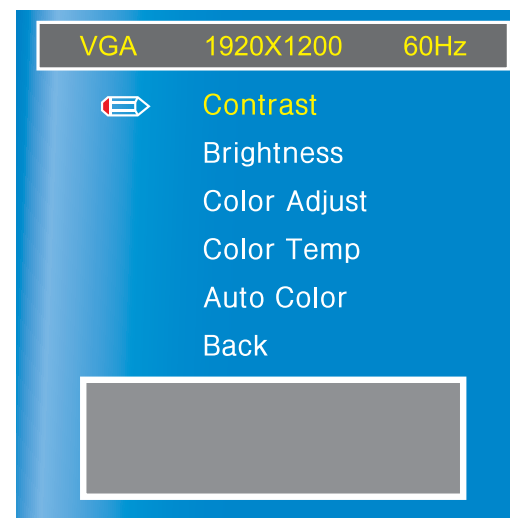 VGA 1920X1200 60Hz
Contrast
Brightness
Color Adjust
Color Temp
Auto Color
Back